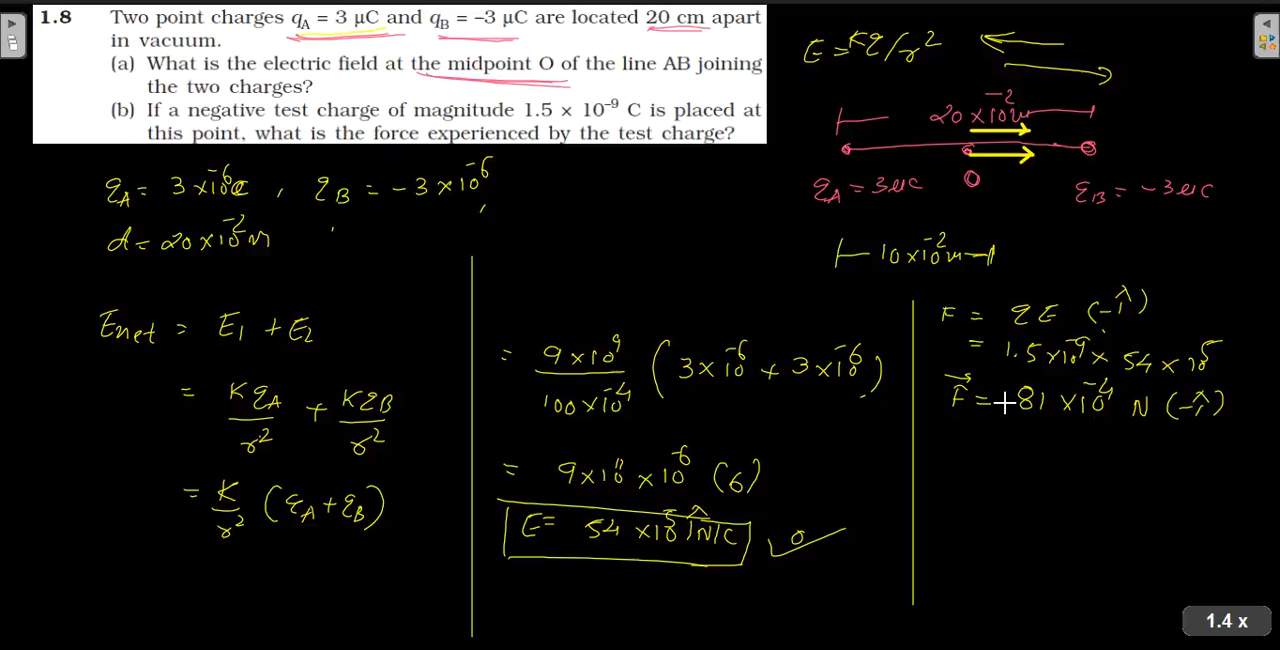 1.8 Two point charges qA = 3 μC and qB = –3 μC are located 20 cm apart
in vacuum.
(a) What is the electric field at the midpoint O of the line AB joining
the two charges?
(b) If a negative test charge of magnitude 1.5 × 10⁻⁹ C is placed at
this point, what is the force experienced by the test charge?
E = Kq/r²
20×10⁻²m
O
qA = 3μC
qB = -3μC
10×10⁻²m
qA = 3×10⁻⁶C , qB = -3×10⁻⁶,
d = 20×10⁻²m
Enet = E1 + E2
= KqA/r² + KqB/r²
= K/r² (qA + qB)
= 9×10⁹/100×10⁻⁴ (3×10⁻⁶ + 3×10⁻⁶)
= 9×10¹¹ × 10⁻⁶ (6)
E = 54×10⁵ î N/C
F = qE (-î)
= 1.5×10⁻⁹ × 54×10⁵
F⃗ = 81×10⁻⁴ N (-î)
1.4 x